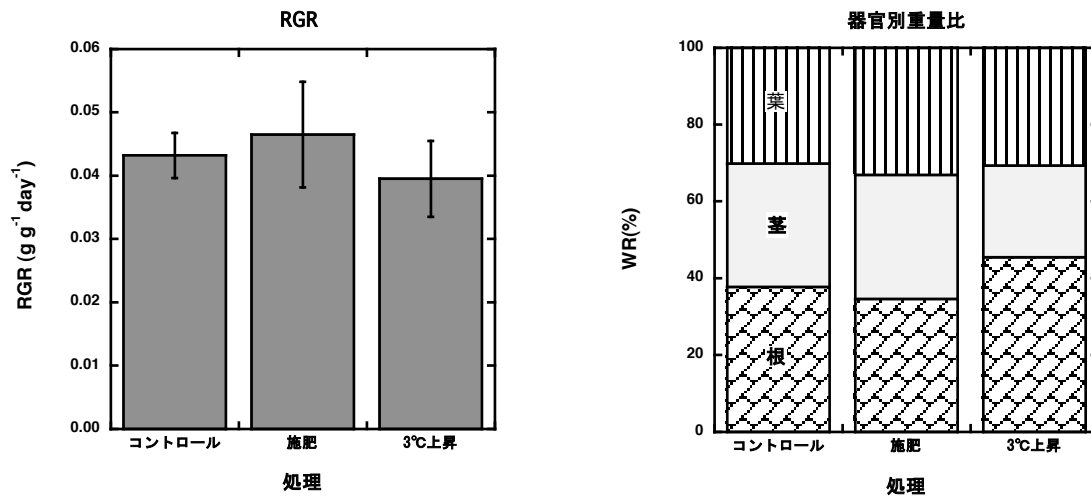 RGR
0.06
0.05
0.04
0.03
0.02
0.01
0.00
RGR (g g-1 day-1)
コントロール 施肥 3℃上昇
処理
器官別重量比
100
80
60
40
20
0
WR(%)
葉
茎
根
コントロール 施肥 3℃上昇
処理